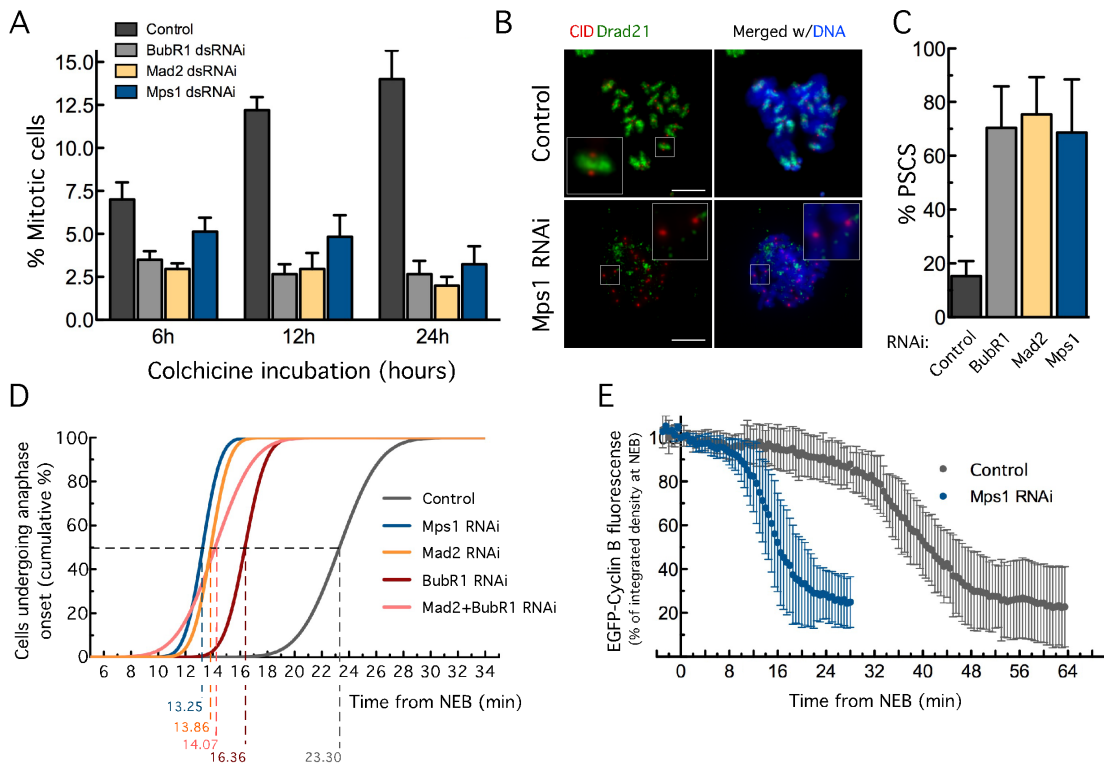 A
Control
BubR1 dsRNAi
Mad2 dsRNAi
Mps1 dsRNAi
% Mitotic cells
15.0
12.5
10.0
7.5
5.0
2.5
0.0
6h
12h
24h
Colchicine incubation (hours)
B
CID Drad21
Merged w/DNA
Control
Mps1 RNAi
C
% PSCS
100
80
60
40
20
0
RNAi:
Control
BubR1
Mad2
Mps1
D
Cells undergoing anaphase
onset (cumulative %)
100
80
60
40
20
0
Control
Mps1 RNAi
Mad2 RNAi
BubR1 RNAi
Mad2+BubR1 RNAi
6 8 10 12 14 16 18 20 22 24 26 28 30 32 34
Time from NEB (min)
13.25
13.86
14.07
16.36
23.30
E
EGFP-Cyclin B fluorescense
(% of integrated density at NEB)
100
80
60
40
20
Control
Mps1 RNAi
0 8 16 24 32 40 48 56 64
Time from NEB (min)